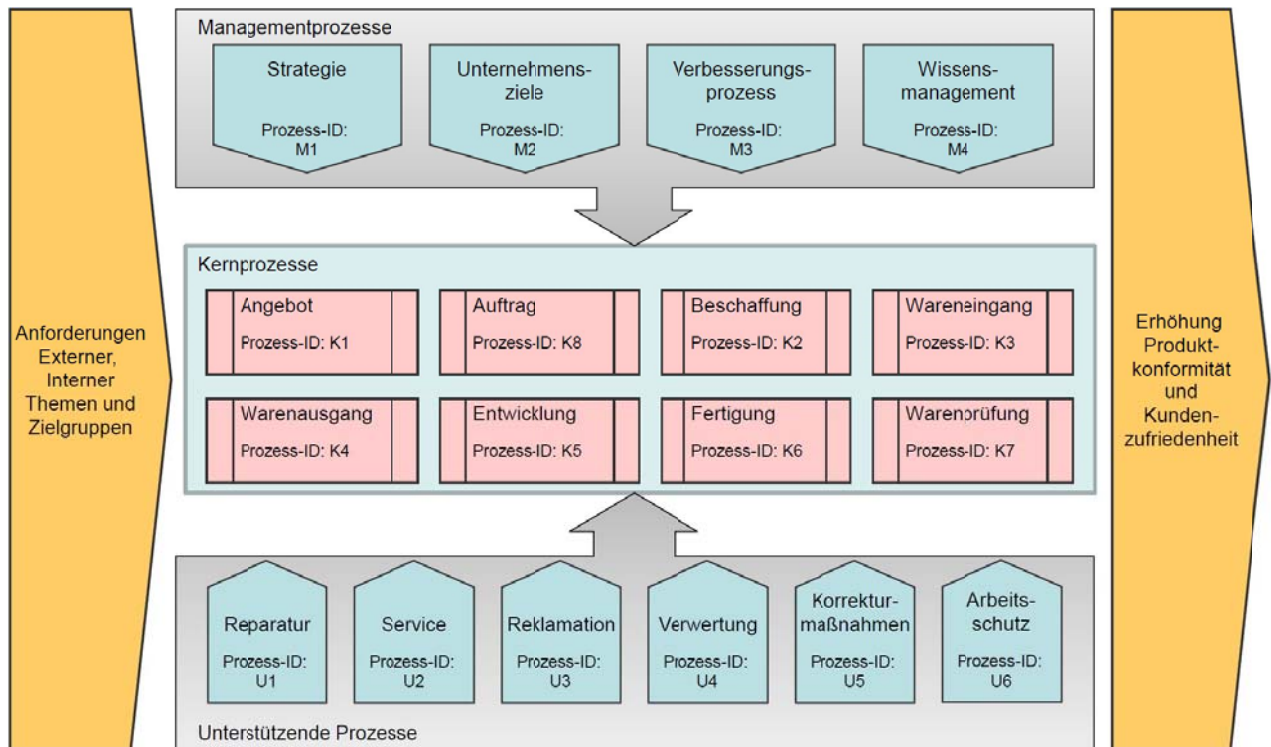 Managementprozesse
Strategie
Prozess-ID:
M1
Unternehmens-
ziele
Prozess-ID:
M2
Verbesserungs-
prozess
Prozess-ID:
M3
Wissens-
management
Prozess-ID:
M4
Anforderungen
Externer,
Interner
Themen und
Zielgruppen
Kernprozesse
Angebot
Prozess-ID: K1
Auftrag
Prozess-ID: K8
Beschaffung
Prozess-ID: K2
Wareneingang
Prozess-ID: K3
Warenausgang
Prozess-ID: K4
Entwicklung
Prozess-ID: K5
Fertigung
Prozess-ID: K6
Warenprüfung
Prozess-ID: K7
Erhöhung
Produkt-
konformität
und
Kunden-
zufriedenheit
Reparatur
Prozess-ID:
U1
Service
Prozess-ID:
U2
Reklamation
Prozess-ID:
U3
Verwertung
Prozess-ID:
U4
Korrektur-
maßnahmen
Prozess-ID:
U5
Arbeits-
schutz
Prozess-ID:
U6
Unterstützende Prozesse